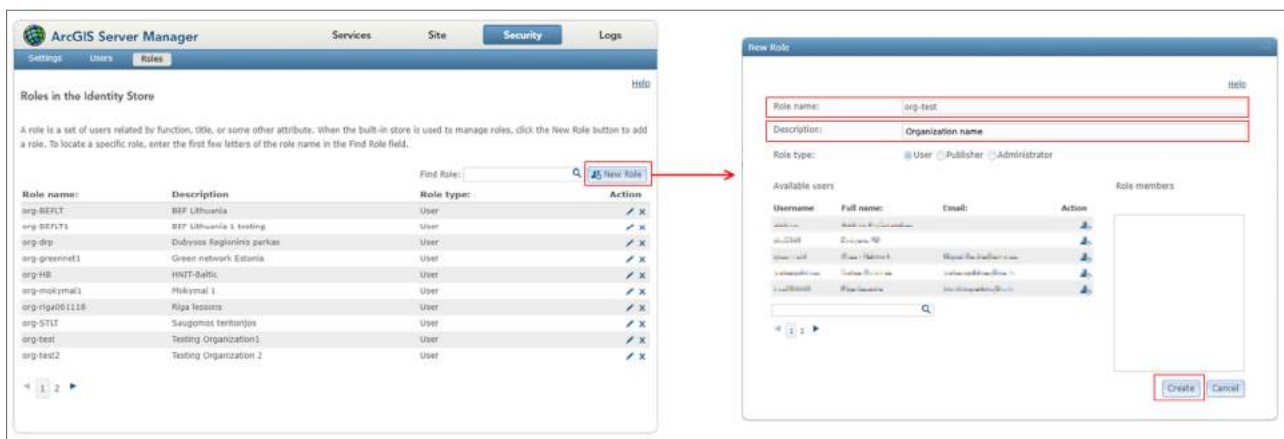 ArcGIS Server Manager
Services Site Security Logs
Settings Users Roles
Help
Roles in the Identity Store
A role is a set of users related by function, title, or some other attribute. When the built-in store is used to manage roles, click the New Role button to add
a role. To locate a specific role, enter the first few letters of the role name in the Find Role field.
Find Role: New Role
Role name: Description Role type: Action
org-BEFLT BEF Lithuania User
org-BEFLT1 BEF Lithuania 1 testing User
org-drp Dubysos Regioninis parkas User
org-greennet1 Green network Estonia User
org-HB HNIT-Baltic User
org-mokymai1 Mokymai 1 User
org-riga061118 Riga lessons User
org-STLT Saugomos teritorijos User
org-test Testing Organization1 User
org-test2 Testing Organization 2 User
1 2
New Role
Help
Role name: org-test
Description: Organization name
Role type: User Publisher Administrator
Available users Role members
Username Full name: Email: Action
1 2
Create Cancel